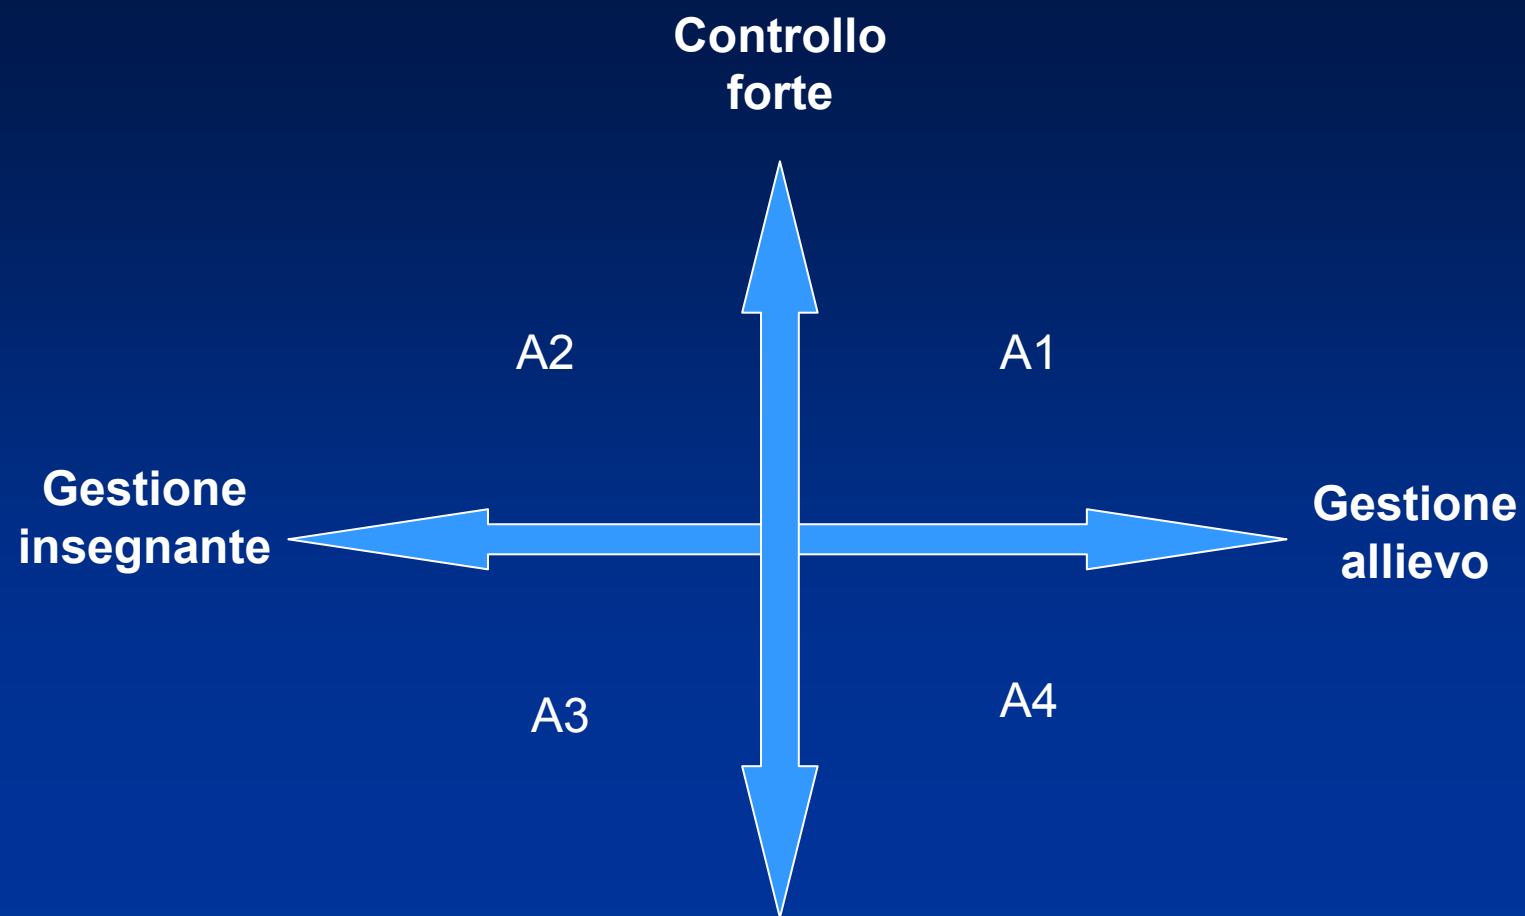 Controllo
forte
A2
A1
Gestione
insegnante
Gestione
allievo
A3
A4